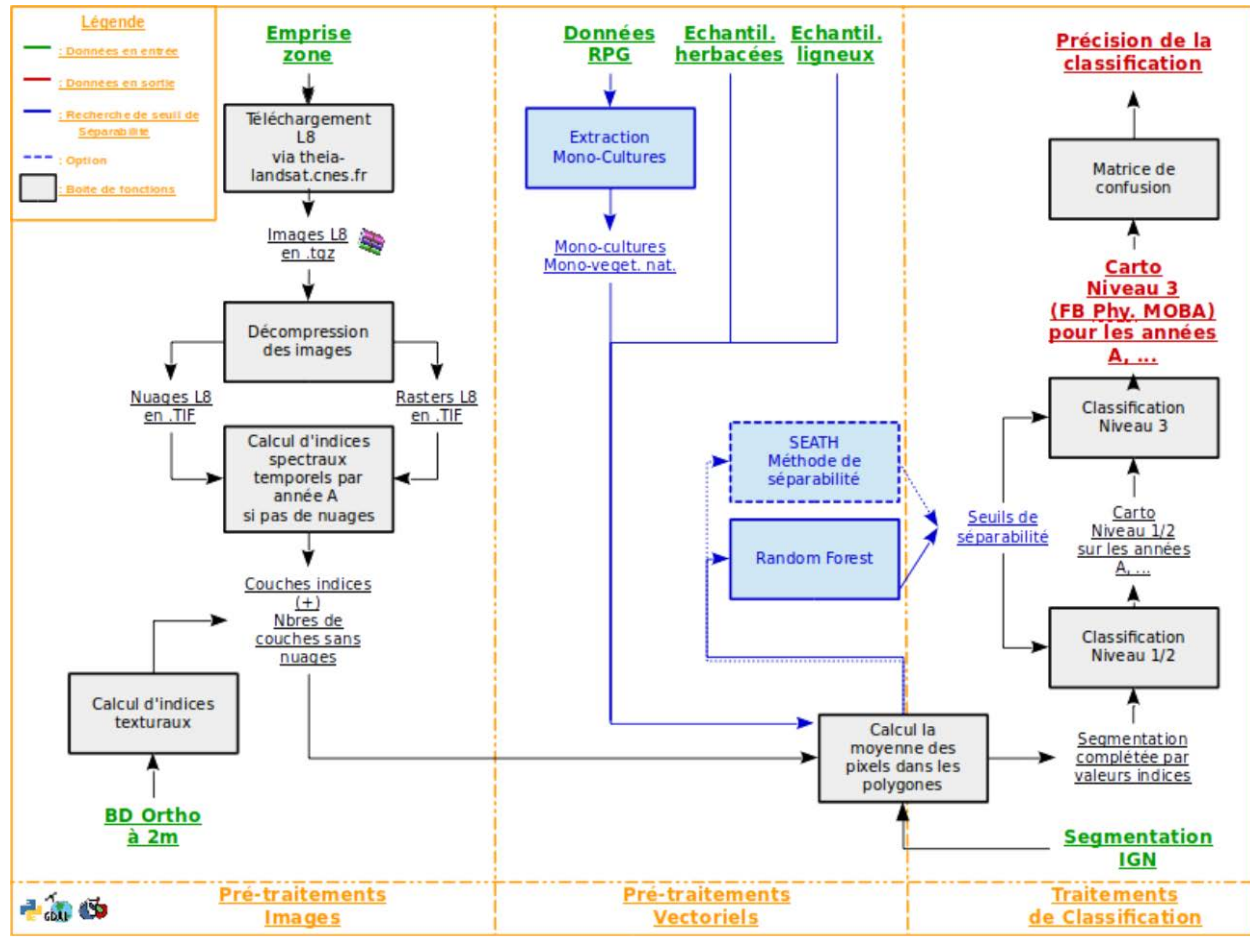 Légende
: Données en entrée
: Données en sortie
: Recherche de seuil de
Séparabilité
: Option
: Boite de fonctions
Emprise
zone
Téléchargement
L8
via theia-
landsat.cnes.fr
Images L8
en .tgz
Décompression
des images
Nuages L8
en .TIF
Rasters L8
en .TIF
Calcul d'indices
spectraux
temporels par
année A
si pas de nuages
Couches indices
(+)
Nbres de
couches sans
nuages
Calcul d'indices
texturaux
BD Ortho
à 2m
Pré-traitements
Images
Données
RPG
Echantil.
herbacées
Echantil.
ligneux
Extraction
Mono-Cultures
Mono-cultures
Mono-veget. nat.
SEATH
Méthode de
séparabilité
Random Forest
Calcul la
moyenne des
pixels dans les
polygones
Pré-traitements
Vectoriels
Précision de la
classification
Matrice de
confusion
Carto
Niveau 3
(FB Phy. MOBA)
pour les années
A, ...
Classification
Niveau 3
Seuils de
séparabilité
Carto
Niveau 1/2
sur les années
A, ...
Classification
Niveau 1/2
Segmentation
complétée par
valeurs indices
Segmentation
IGN
Traitements
de Classification
GDAL